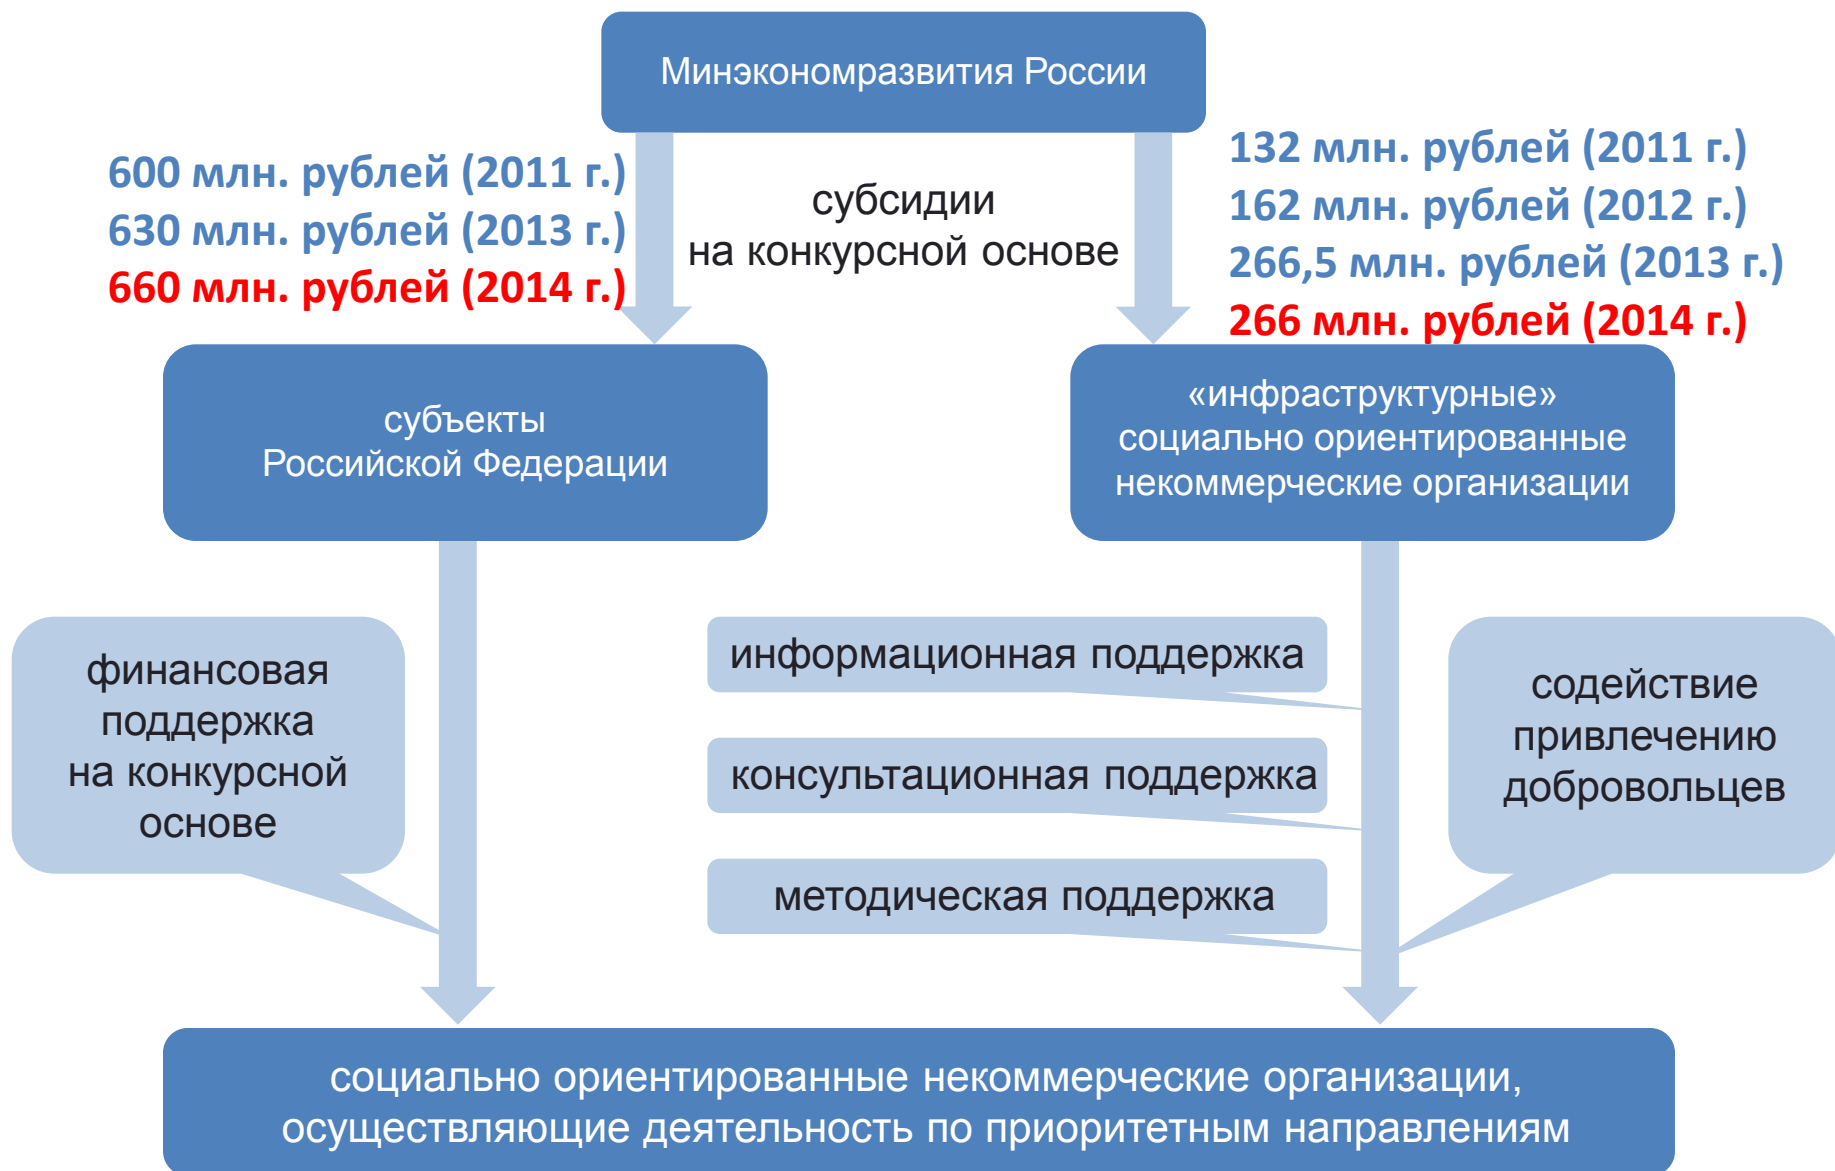 Минэкономразвития России
600 млн. рублей (2011 г.)
630 млн. рублей (2013 г.)
660 млн. рублей (2014 г.)
субсидии
на конкурсной основе
132 млн. рублей (2011 г.)
162 млн. рублей (2012 г.)
266,5 млн. рублей (2013 г.)
266 млн. рублей (2014 г.)
субъекты
Российской Федерации
«инфраструктурные»
социально ориентированные
некоммерческие организации
финансовая
поддержка
на конкурсной
основе
информационная поддержка
консультационная поддержка
методическая поддержка
содействие
привлечению
добровольцев
социально ориентированные некоммерческие организации,
осуществляющие деятельность по приоритетным направлениям